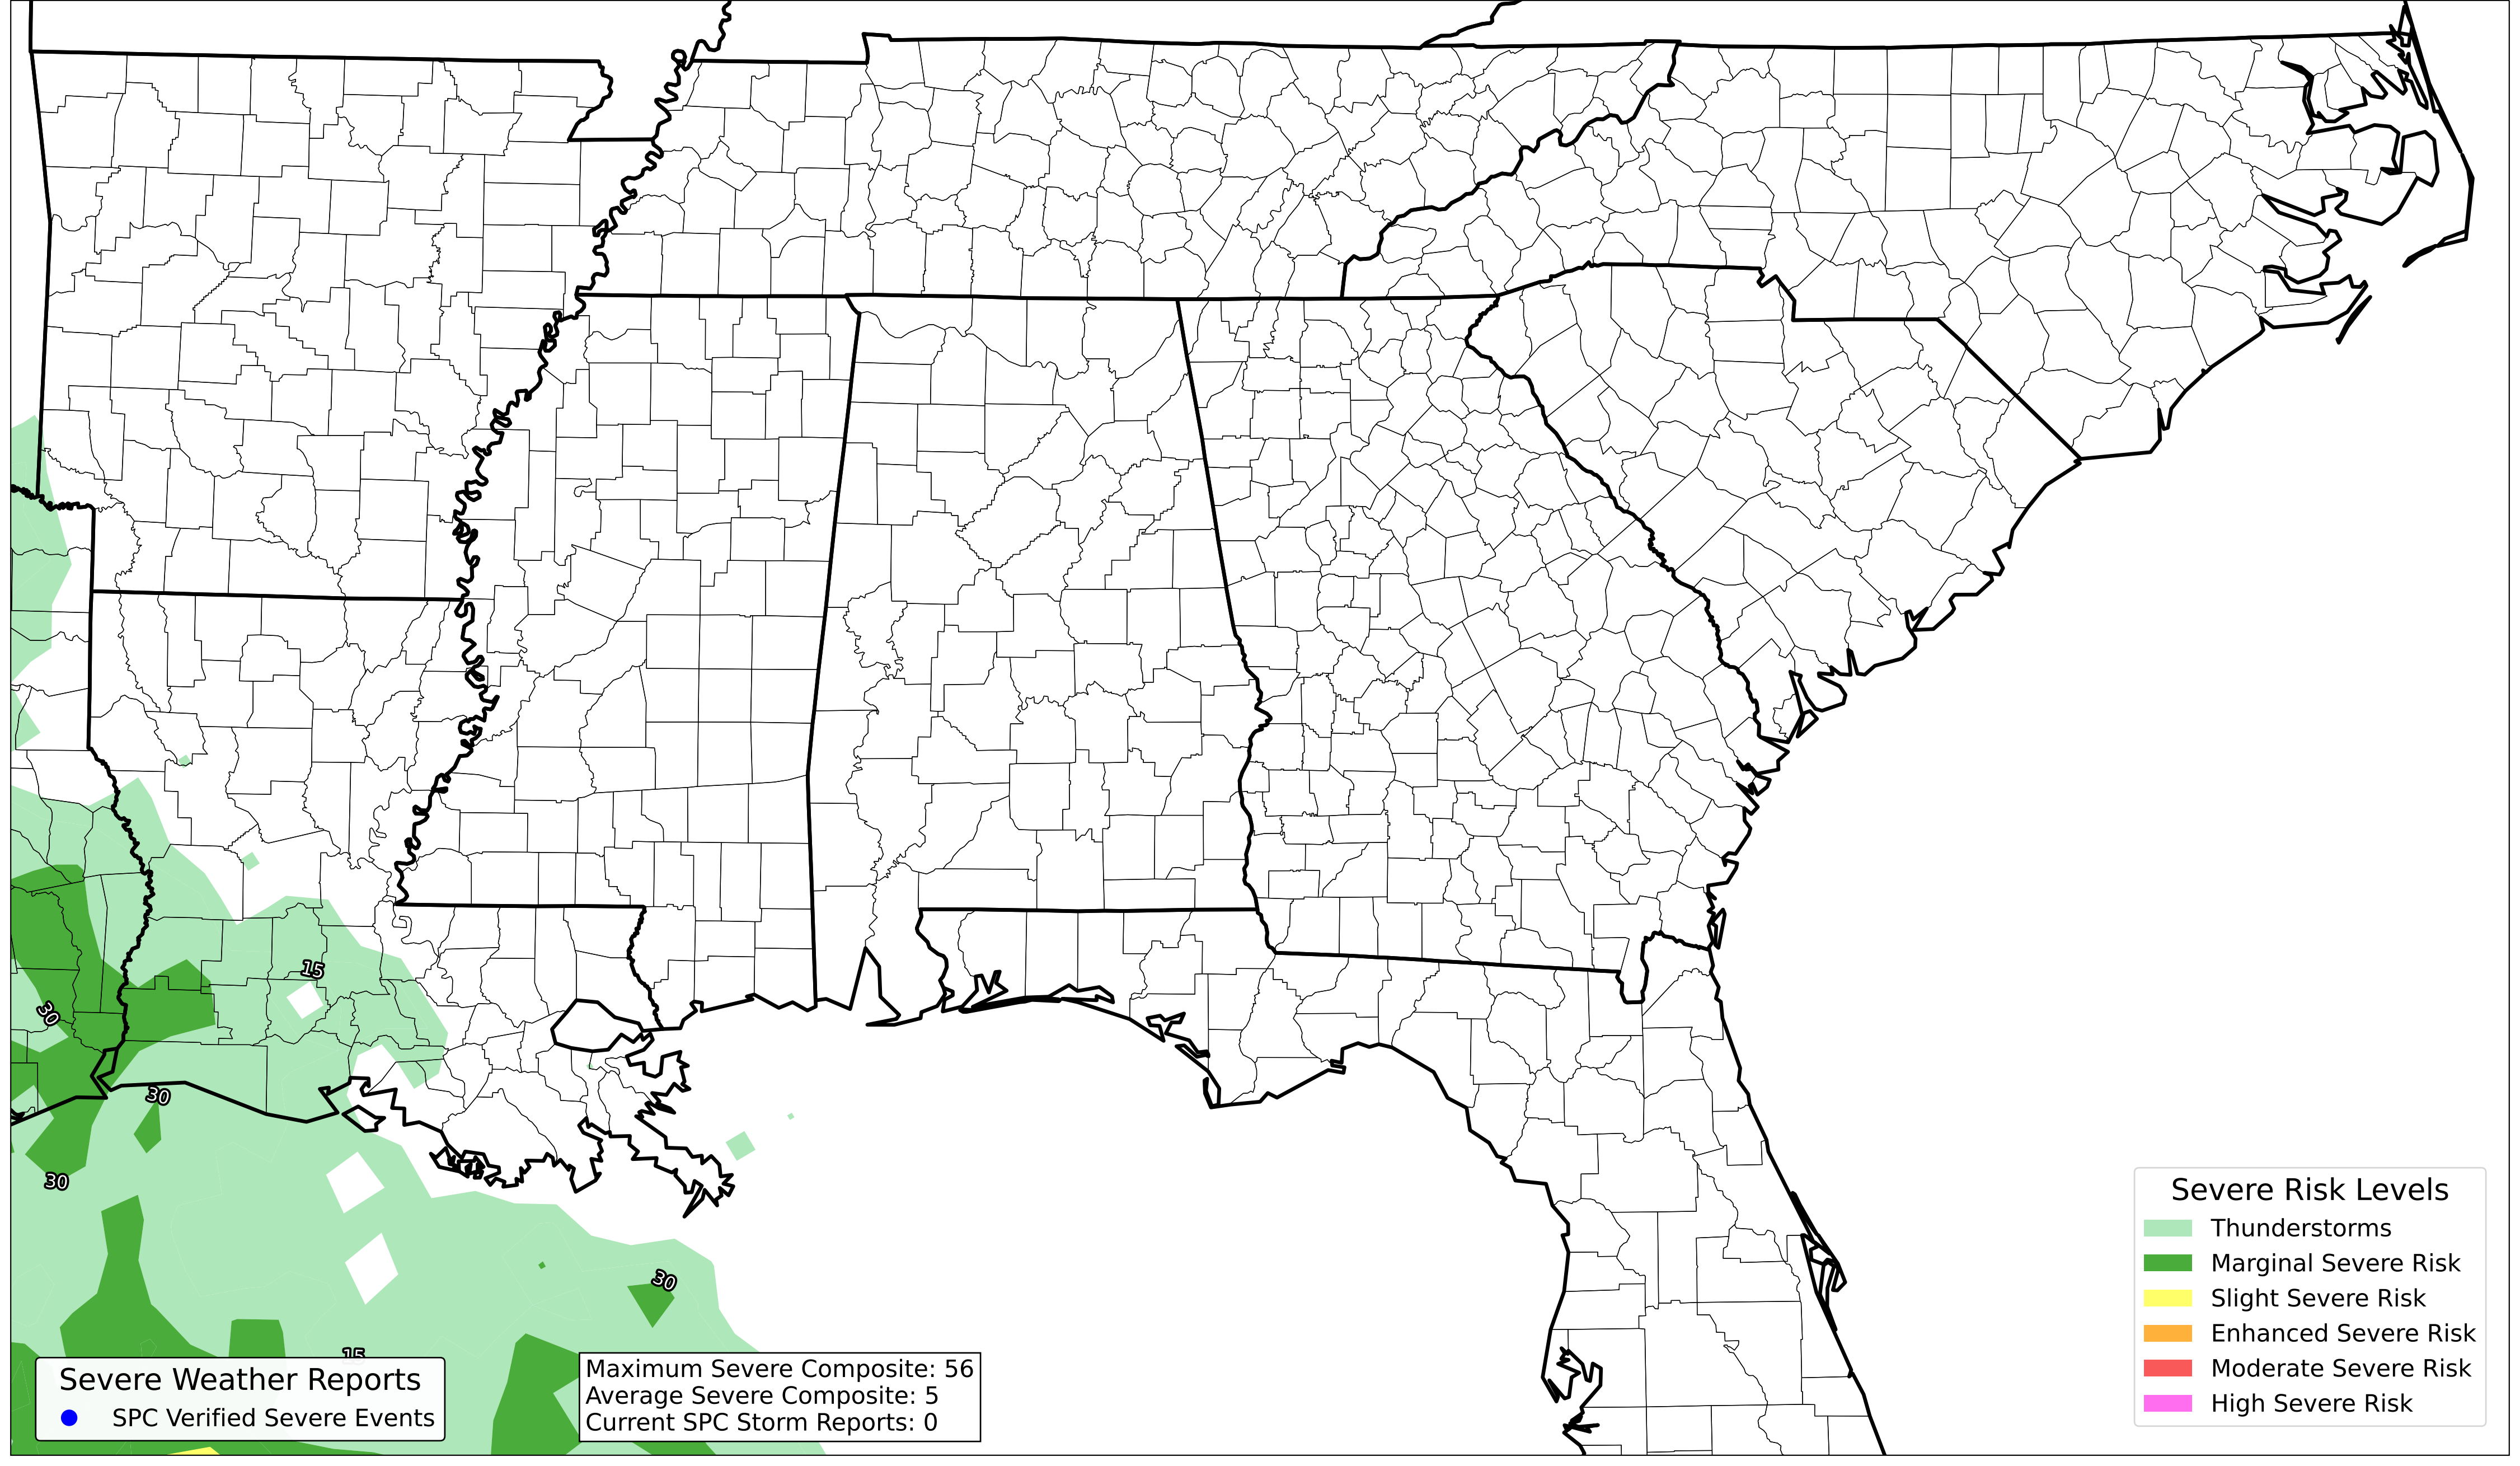 15
30
30
30
30
15
Severe Weather Reports
SPC Verified Severe Events
Maximum Severe Composite: 56
Average Severe Composite: 5
Current SPC Storm Reports: 0
Severe Risk Levels
Thunderstorms
Marginal Severe Risk
Slight Severe Risk
Enhanced Severe Risk
Moderate Severe Risk
High Severe Risk